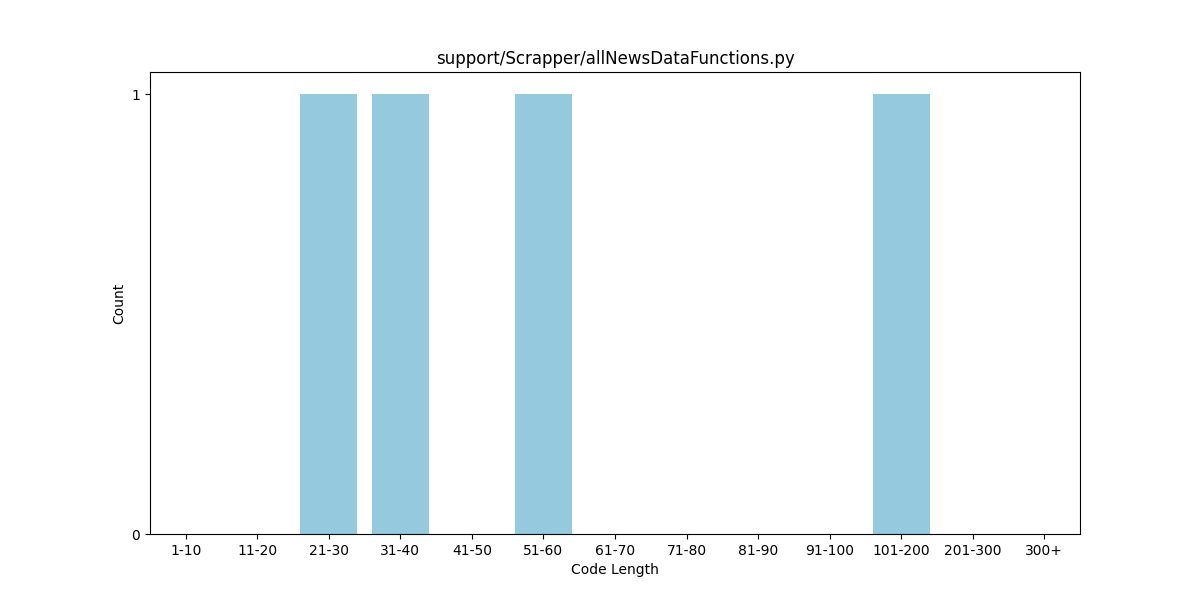 support/Scrapper/allNewsDataFunctions.py
1
Count
0
1-10 11-20 21-30 31-40 41-50 51-60 61-70 71-80 81-90 91-100 101-200 201-300 300+
Code Length